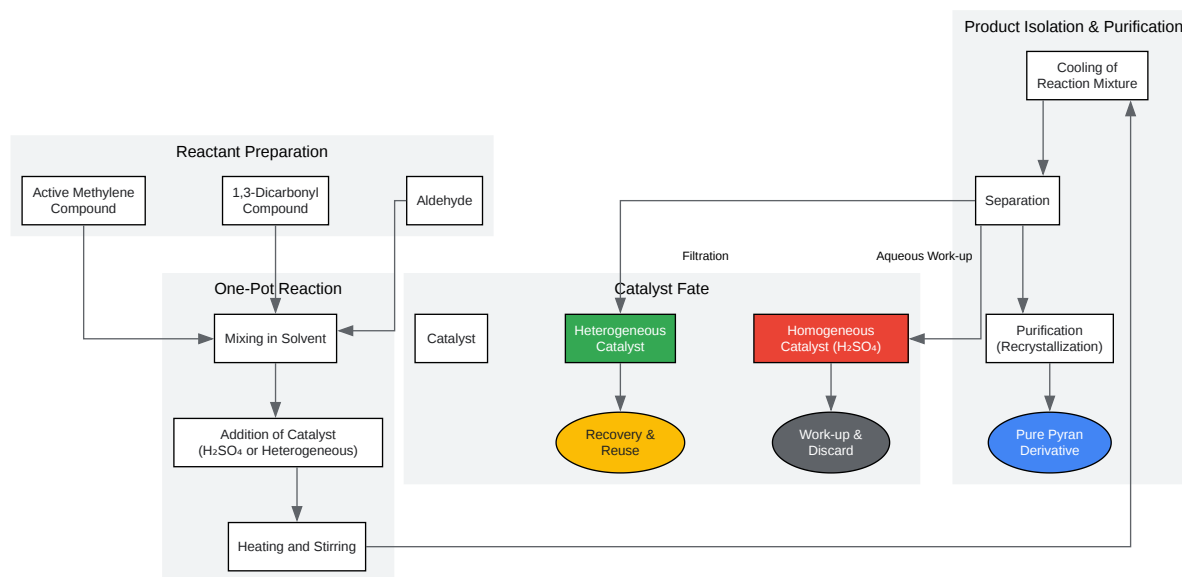 Product Isolation & Purification
Cooling of
Reaction Mixture
Reactant Preparation
Active Methylene
Compound
1,3-Dicarbonyl
Compound
Aldehyde
Separation
Filtration
Aqueous Work-up
One-Pot Reaction
Catalyst Fate
Mixing in Solvent
Catalyst
Heterogeneous
Catalyst
Homogeneous
Catalyst (H₂SO₄)
Purification
(Recrystallization)
Addition of Catalyst
(H₂SO₄ or Heterogeneous)
Recovery &
Reuse
Work-up &
Discard
Pure Pyran
Derivative
Heating and Stirring